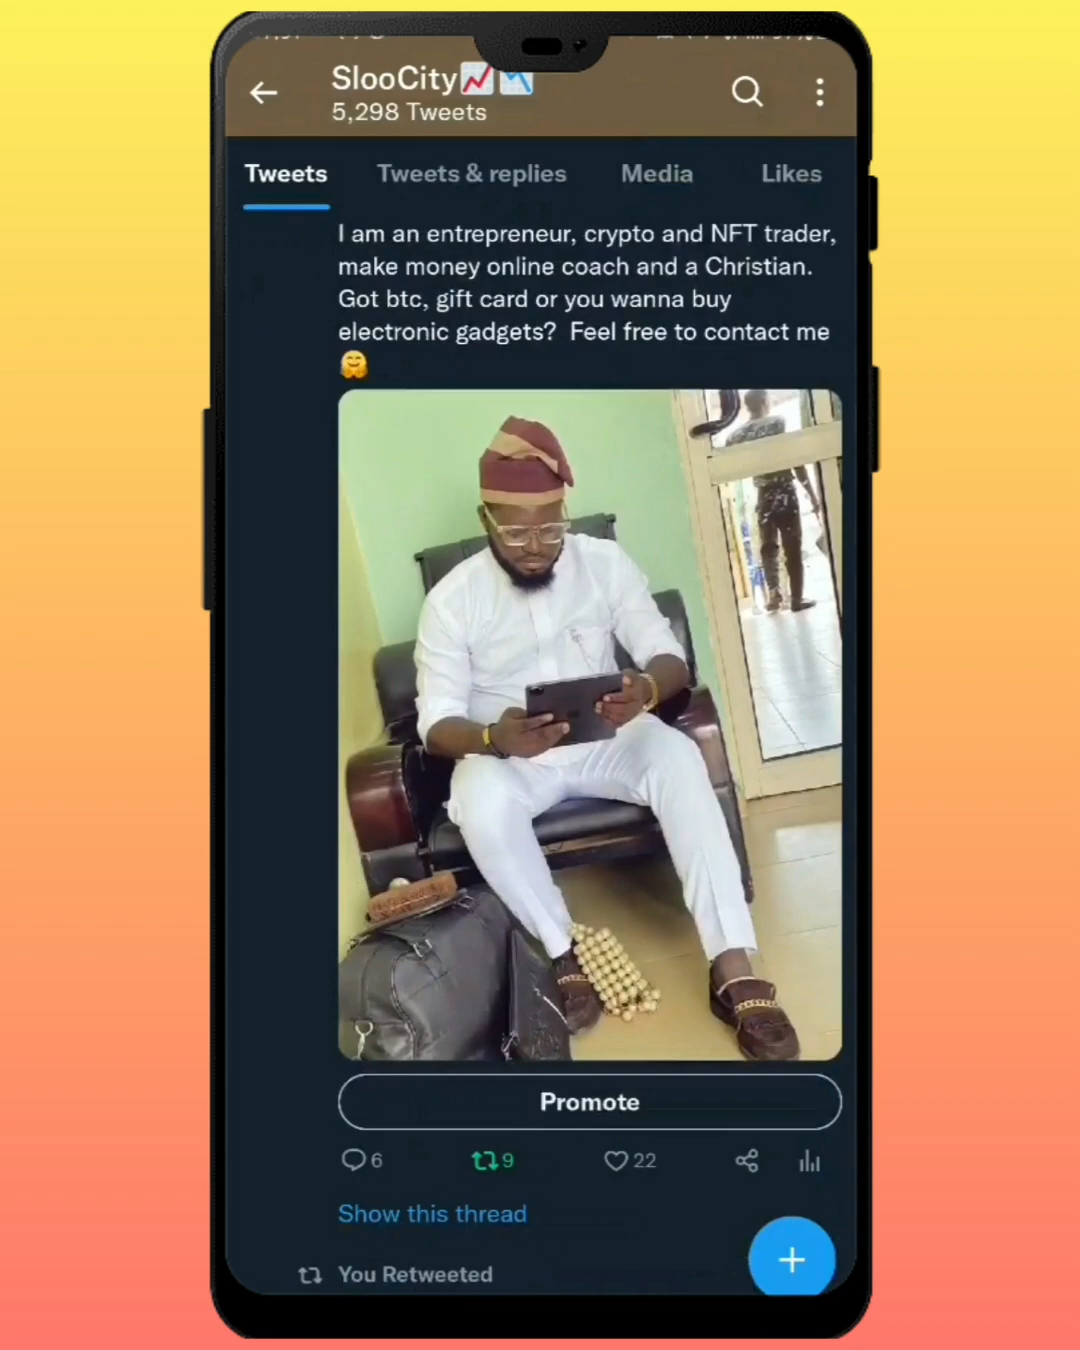 SlooCity📈📉
5,298 Tweets
Tweets Tweets & replies Media Likes
I am an entrepreneur, crypto and NFT trader,
make money online coach and a Christian.
Got btc, gift card or you wanna buy
electronic gadgets? Feel free to contact me
🤗
Promote
6 9 22
Show this thread
You Retweeted